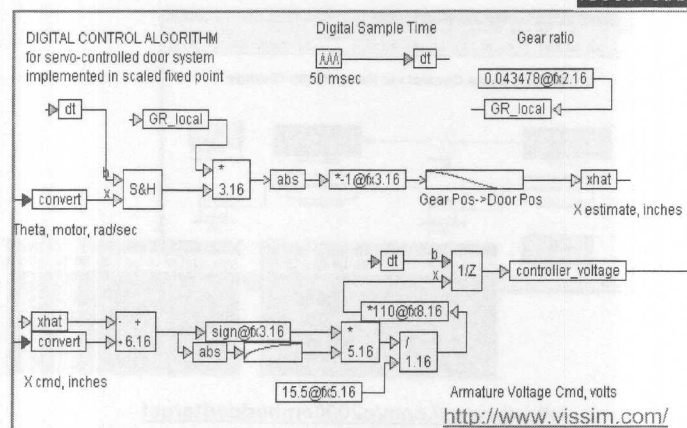 DIGITAL CONTROL ALGORITHM
for servo-controlled door system
implemented in scaled fixed point
Digital Sample Time
50 msec
dt
Gear ratio
0.043478@fx2.16
GR_local
dt
GR_local
b
x
S&H
*
3.16
abs
*-1@fx3.16
Gear Pos->Door Pos
xhat
X estimate, inches
convert
Theta, motor, rad/sec
dt
b
x
1/Z
controller_voltage
*110@fx8.16
xhat
convert
- +
+ 6.16
X cmd, inches
sign@fx3.16
abs
*
5.16
/
1.16
15.5@fx5.16
Armature Voltage Cmd, volts
http://www.vissim.com/